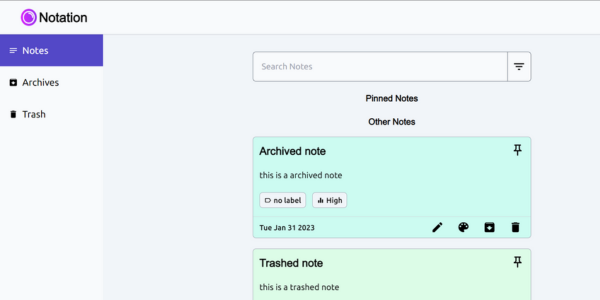 Notation
Notes
Archives
Trash
Search Notes
Pinned Notes
Other Notes
Archived note
this is a archived note
no label High
Tue Jan 31 2023
Trashed note
this is a trashed note